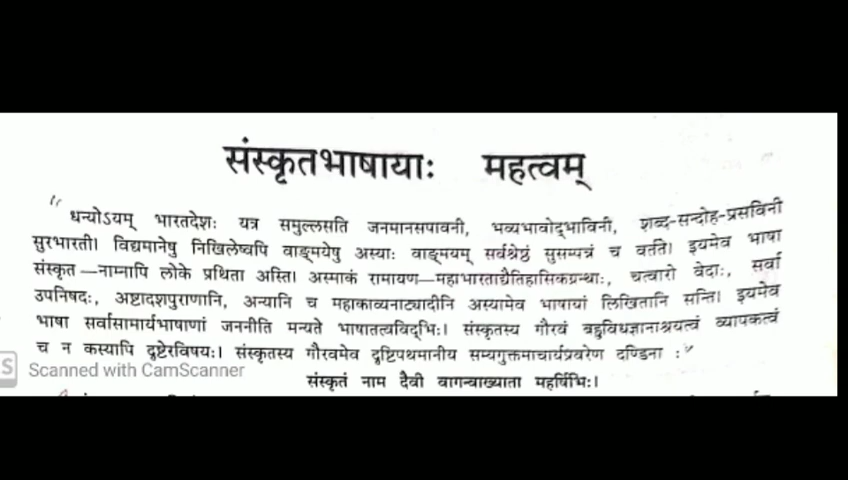 संस्कृतभाषायाः महत्वम्
" धन्योऽयम् भारतदेशः यत्र समुल्लसति जनमानसपावनी, भव्यभावोद्भाविनी, शब्द-सन्दोह-प्रसविनी
सुरभारती। विद्यमानेषु निखिलेष्वपि वाङ्मयेषु अस्याः वाङ्मयम् सर्वश्रेष्ठं सुसम्पन्नं च वर्तते। इयमेव भाषा
संस्कृत—नाम्नापि लोके प्रथिता अस्ति। अस्माकं रामायण—महाभारताद्यैतिहासिकग्रन्थाः, चत्वारो वेदाः, सर्वा
उपनिषदः, अष्टादशपुराणानि, अन्यानि च महाकाव्यनाट्यादीनि अस्यामेव भाषायां लिखितानि सन्ति। इयमेव
भाषा सर्वासामार्यभाषाणां जननीति मन्यते भाषातत्वविद्भिः। संस्कृतस्य गौरवं बहुविधज्ञानाश्रयत्वं व्यापकत्वं
च न कस्यापि दृष्टेरविषयः। संस्कृतस्य गौरवमेव दृष्टिपथमानीय सम्यगुक्तमाचार्यप्रवरेण दण्डिना :"
S Scanned with CamScanner
संस्कृतं नाम दैवी वागन्वाख्याता महर्षिभिः।